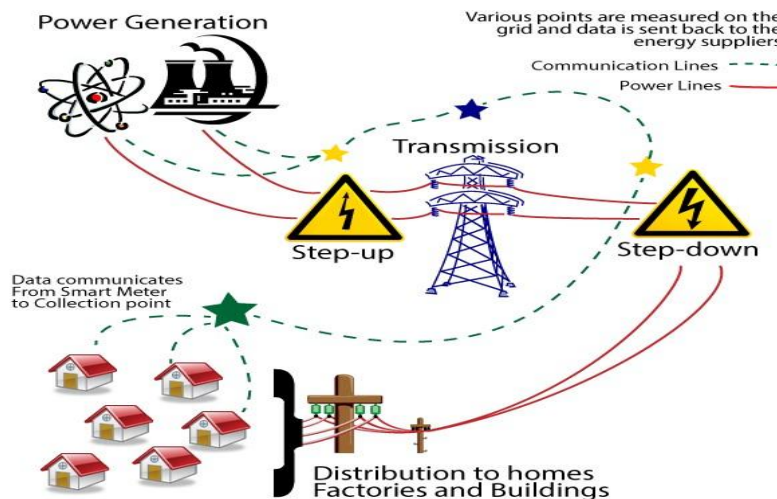 Power Generation
Various points are measured on the
grid and data is sent back to the
energy suppliers
Communication Lines
Power Lines
Transmission
Step-up
Step-down
Data communicates
From Smart Meter
to Collection point
Distribution to homes
Factories and Buildings